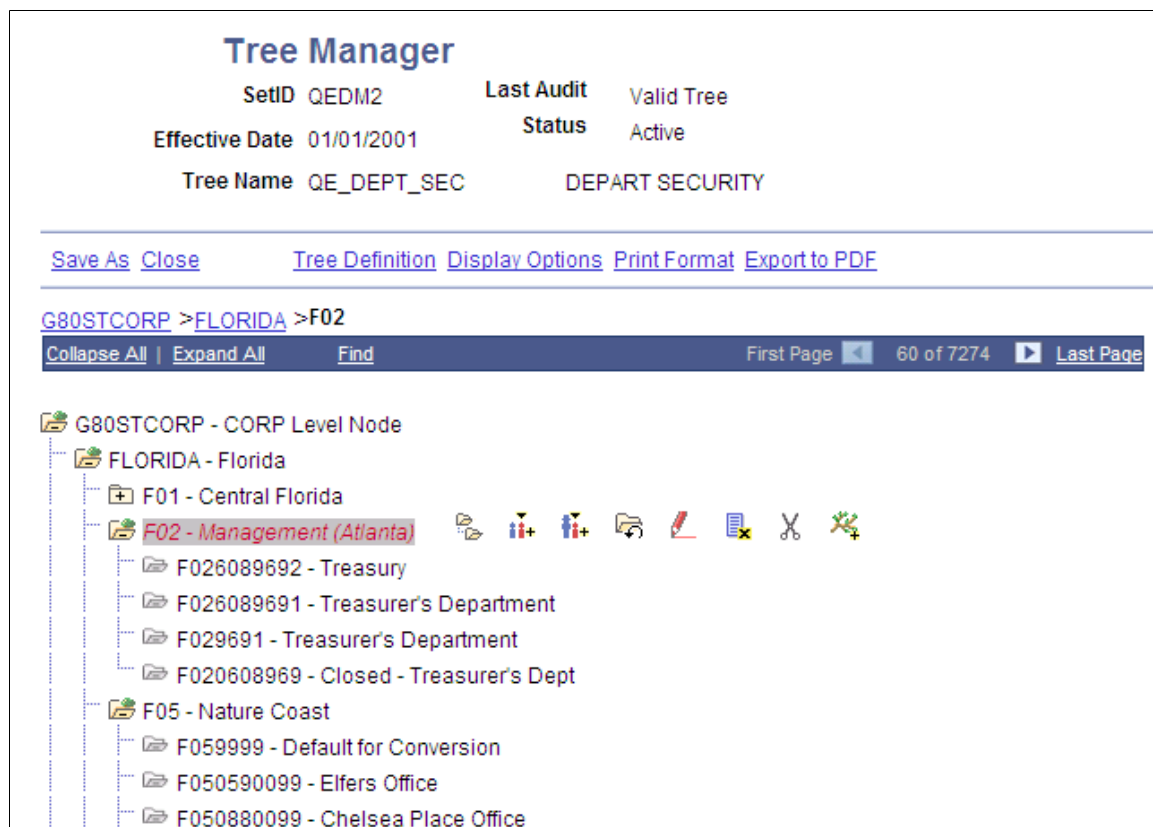 Tree Manager
SetID QEDM2 Last Audit Valid Tree
Effective Date 01/01/2001 Status Active
Tree Name QE_DEPT_SEC DEPART SECURITY
Save As Close Tree Definition Display Options Print Format Export to PDF
G80STCORP >FLORIDA >F02
Collapse All | Expand All Find First Page 60 of 7274 Last Page
G80STCORP - CORP Level Node
FLORIDA - Florida
F01 - Central Florida
F02 - Management (Atlanta)
F026089692 - Treasury
F026089691 - Treasurer's Department
F029691 - Treasurer's Department
F020608969 - Closed - Treasurer's Dept
F05 - Nature Coast
F059999 - Default for Conversion
F050590099 - Elfers Office
F050880099 - Chelsea Place Office